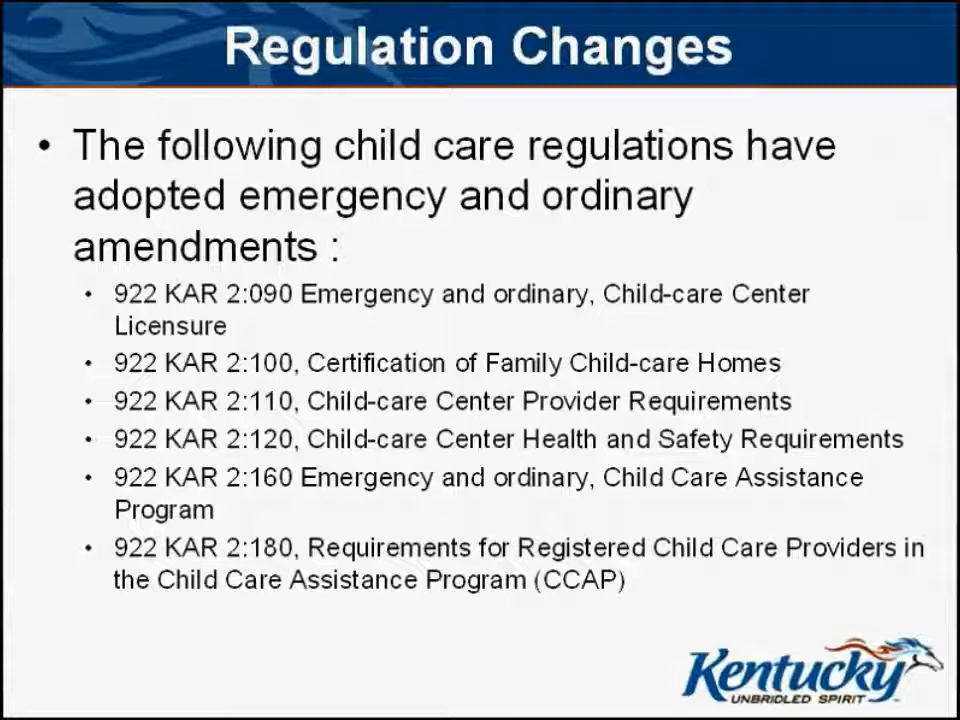 Regulation Changes
• The following child care regulations have
adopted emergency and ordinary
amendments :
• 922 KAR 2:090 Emergency and ordinary, Child-care Center
Licensure
• 922 KAR 2:100, Certification of Family Child-care Homes
• 922 KAR 2:110, Child-care Center Provider Requirements
• 922 KAR 2:120, Child-care Center Health and Safety Requirements
• 922 KAR 2:160 Emergency and ordinary, Child Care Assistance
Program
• 922 KAR 2:180, Requirements for Registered Child Care Providers in
the Child Care Assistance Program (CCAP)
Kentucky
UNBRIDLED SPIRIT